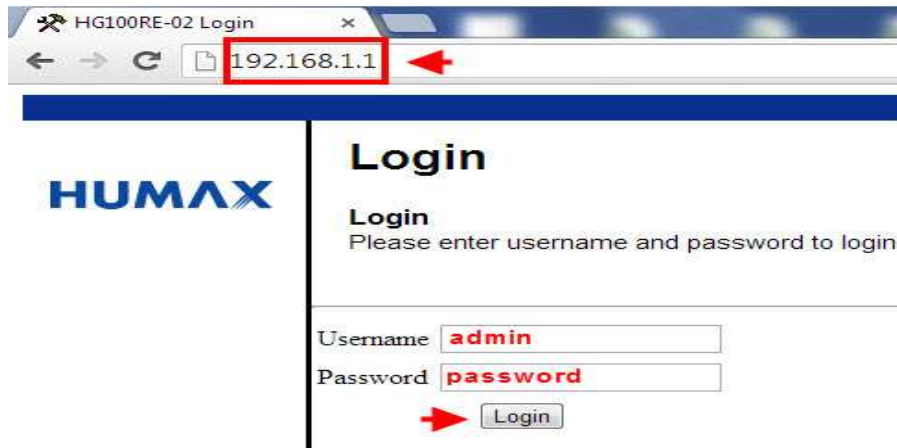 HG100RE-02 Login
192.168.1.1
HUMAX
Login
Login
Please enter username and password to login
Username admin
Password password
Login